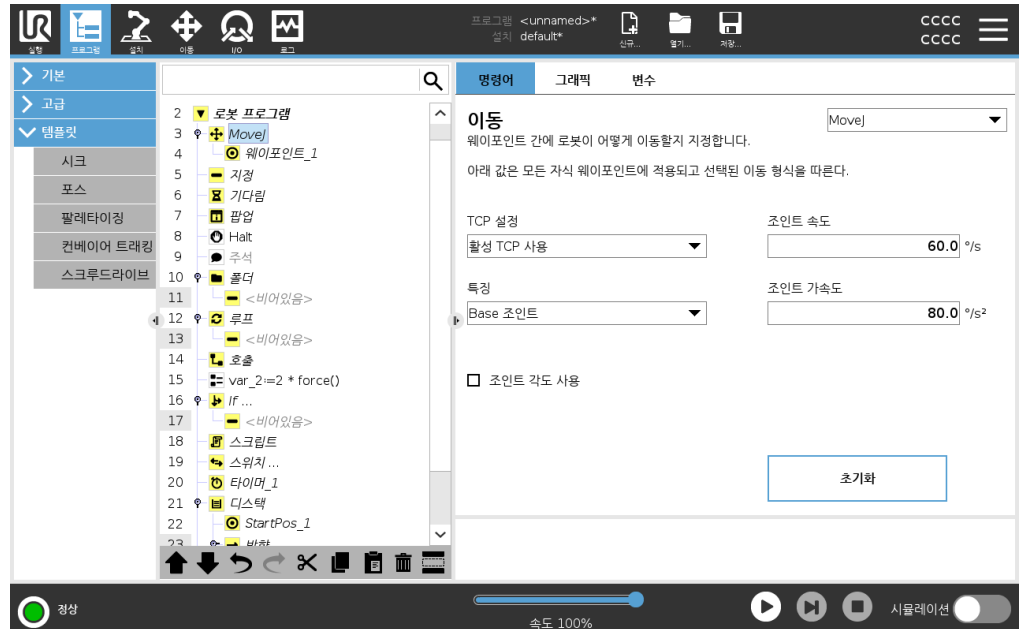 UR
실행
프로그램
설치
이동
I/O
로그
프로그램 <unnamed>*
설치 default*
신규...
열기...
저장...
CCCC
CCCC
기본
고급
템플릿
시크
포스
팔레타이징
컨베이어 트래킹
스크루드라이브
2 로봇 프로그램
3 MoveJ
4 웨이포인트_1
5 지정
6 기다림
7 팝업
8 Halt
9 주석
10 폴더
11 <비어있음>
12 루프
13 <비어있음>
14 호출
15 var_2≔2 * force()
16 If ...
17 <비어있음>
18 스크립트
19 스위치 ...
20 타이머_1
21 디스택
22 StartPos_1
23 방향
명령어 그래픽 변수
이동
MoveJ
웨이포인트 간에 로봇이 어떻게 이동할지 지정합니다.
아래 값은 모든 자식 웨이포인트에 적용되고 선택된 이동 형식을 따른다.
TCP 설정
조인트 속도
활성 TCP 사용
60.0 °/s
특징
조인트 가속도
Base 조인트
80.0 °/s²
조인트 각도 사용
초기화
정상
속도 100%
시뮬레이션